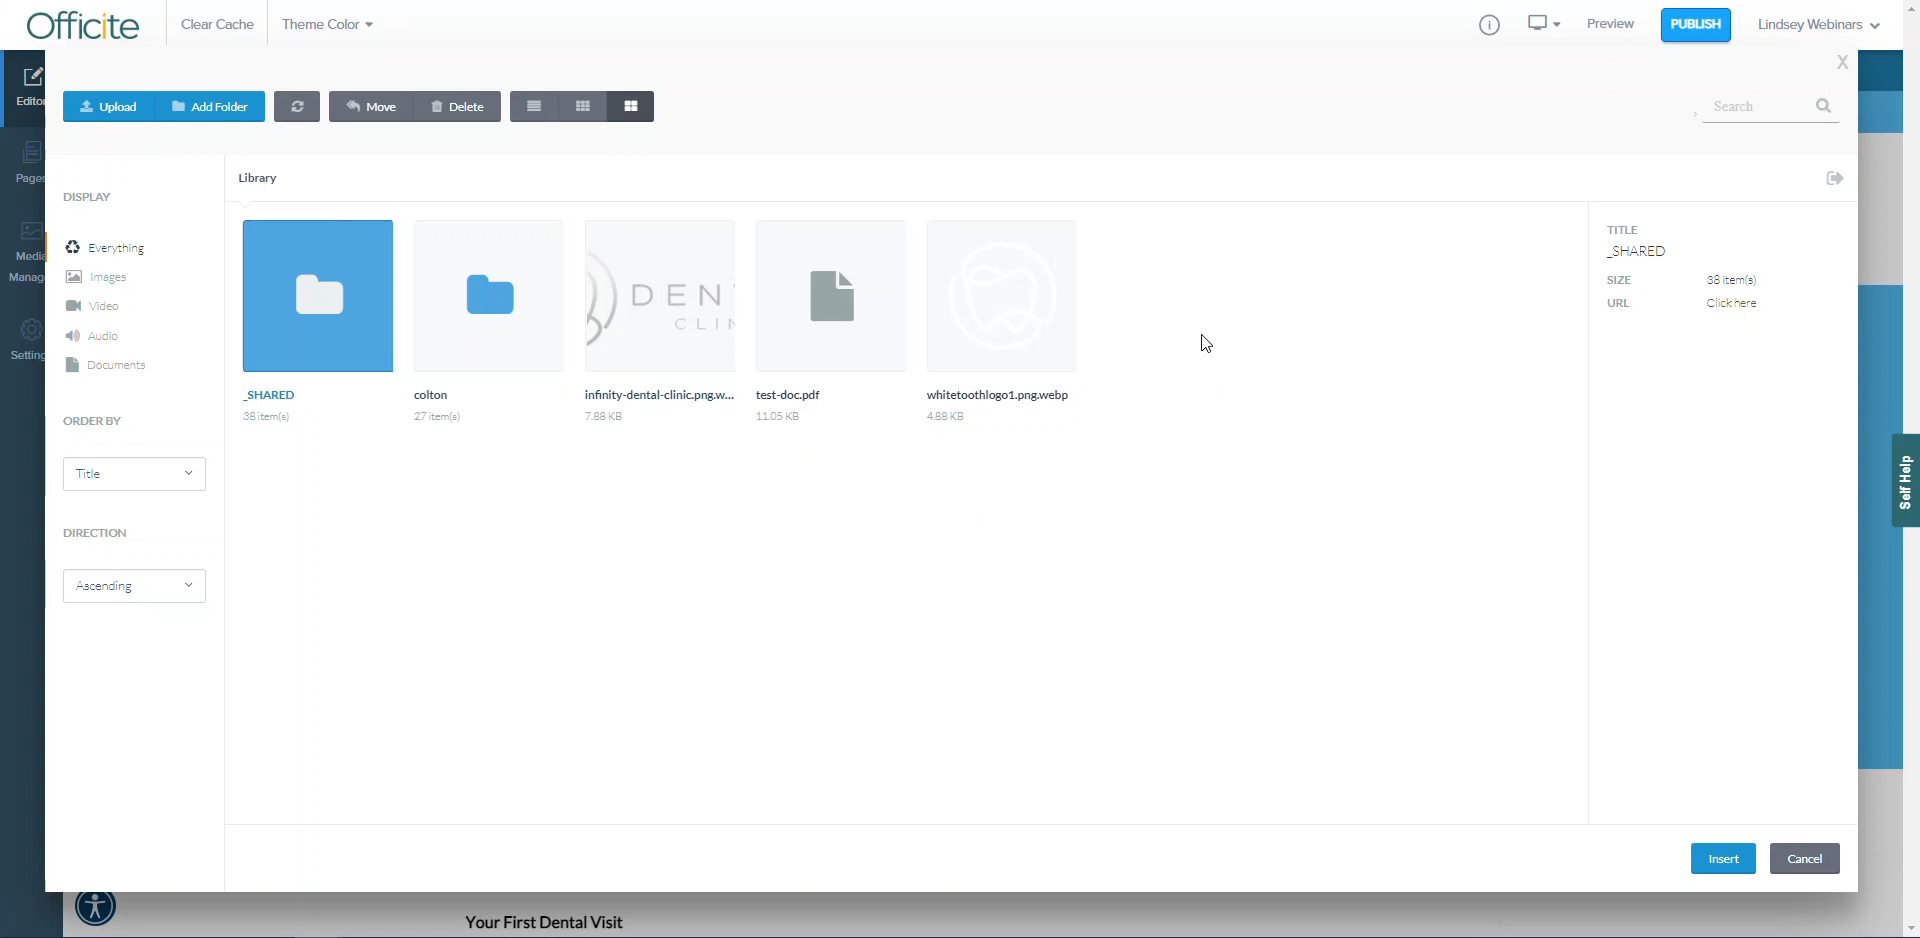 Officite
Clear Cache
Theme Color
Preview
PUBLISH
Lindsey Webinars
X
Upload
Add Folder
Move
Delete
Search
Editor
Pages
Media
Manag
Setting
DISPLAY
Everything
Images
Video
Audio
Documents
ORDER BY
Title
DIRECTION
Ascending
Library
DENT
CLIN
_SHARED
38 item(s)
colton
27 item(s)
infinity-dental-clinic.png.w...
7.88 KB
test-doc.pdf
11.05 KB
whitetoothlogo1.png.webp
4.88 KB
TITLE
_SHARED
SIZE 38 item(s)
URL Click here
Self Help
Insert
Cancel
Your First Dental Visit